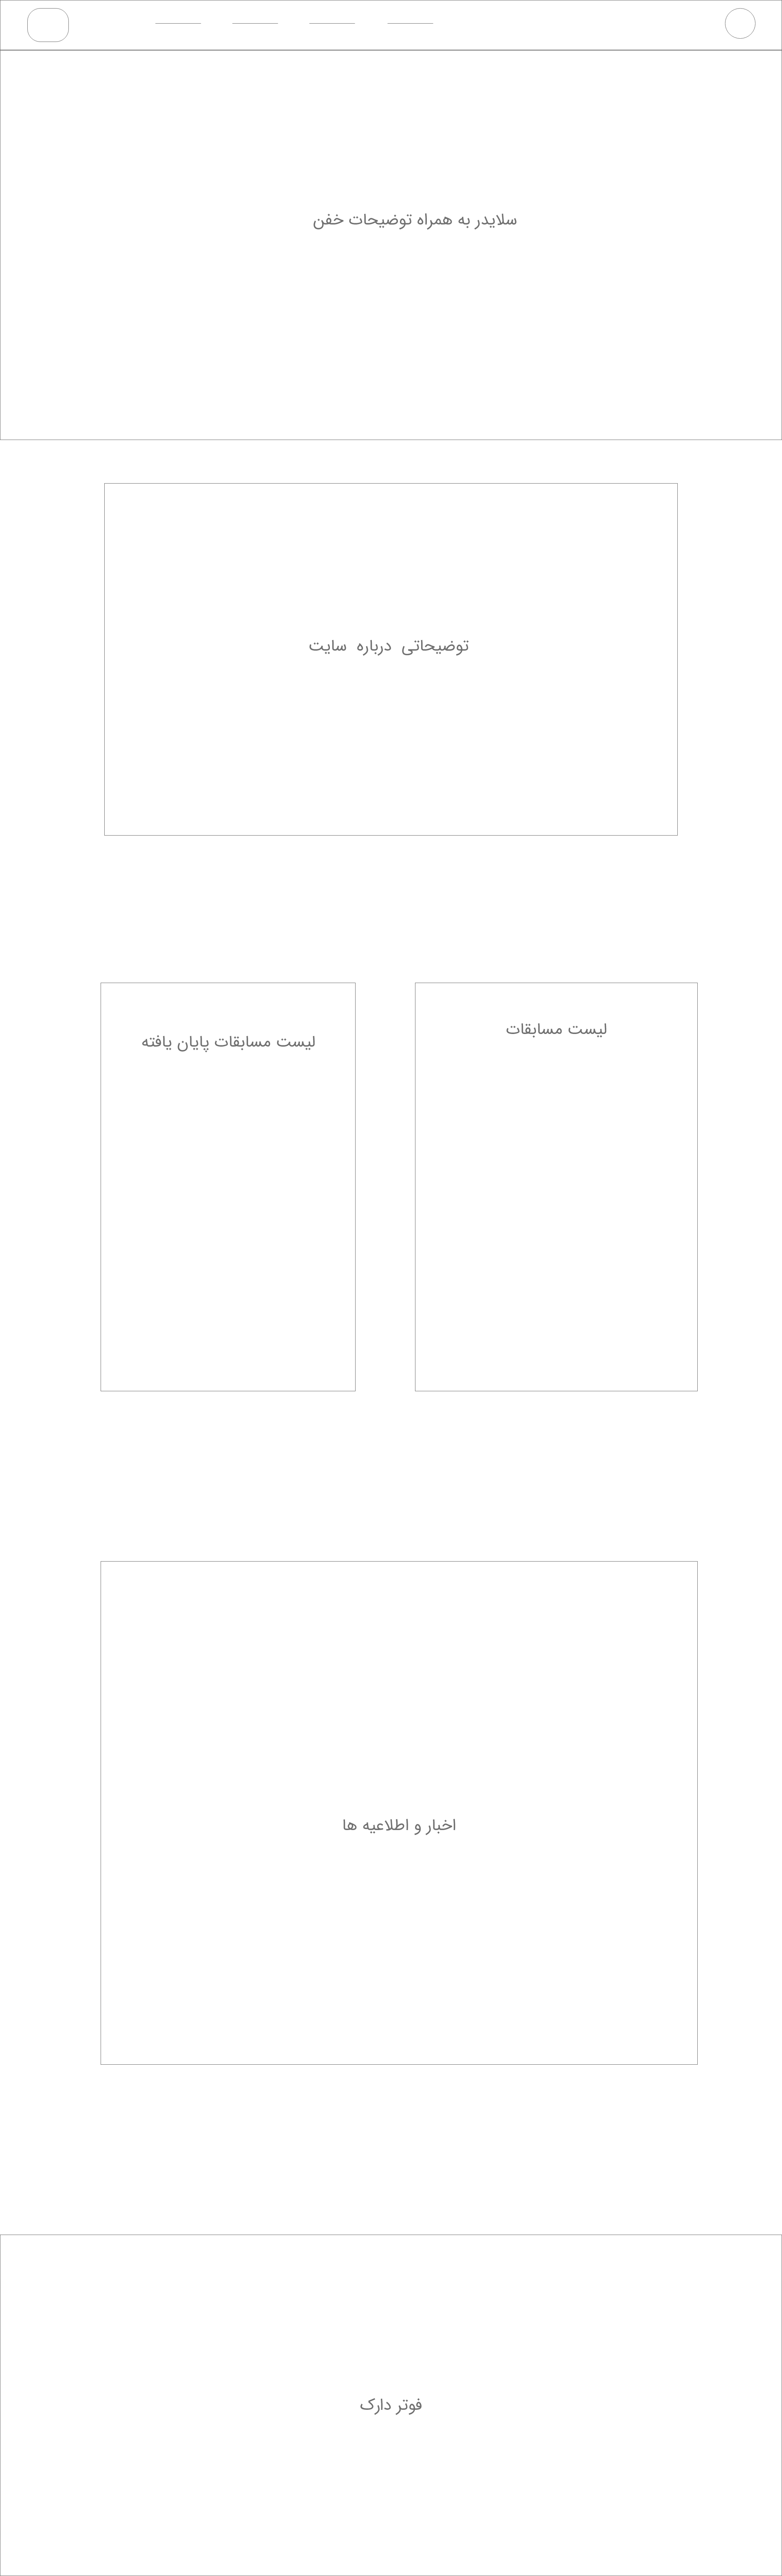 سلایدر به همراه توضیحات خفن
توضیحاتی درباره سایت
لیست مسابقات
لیست مسابقات پایان یافته
اخبار و اطلاعیه ها
فوتر دارک